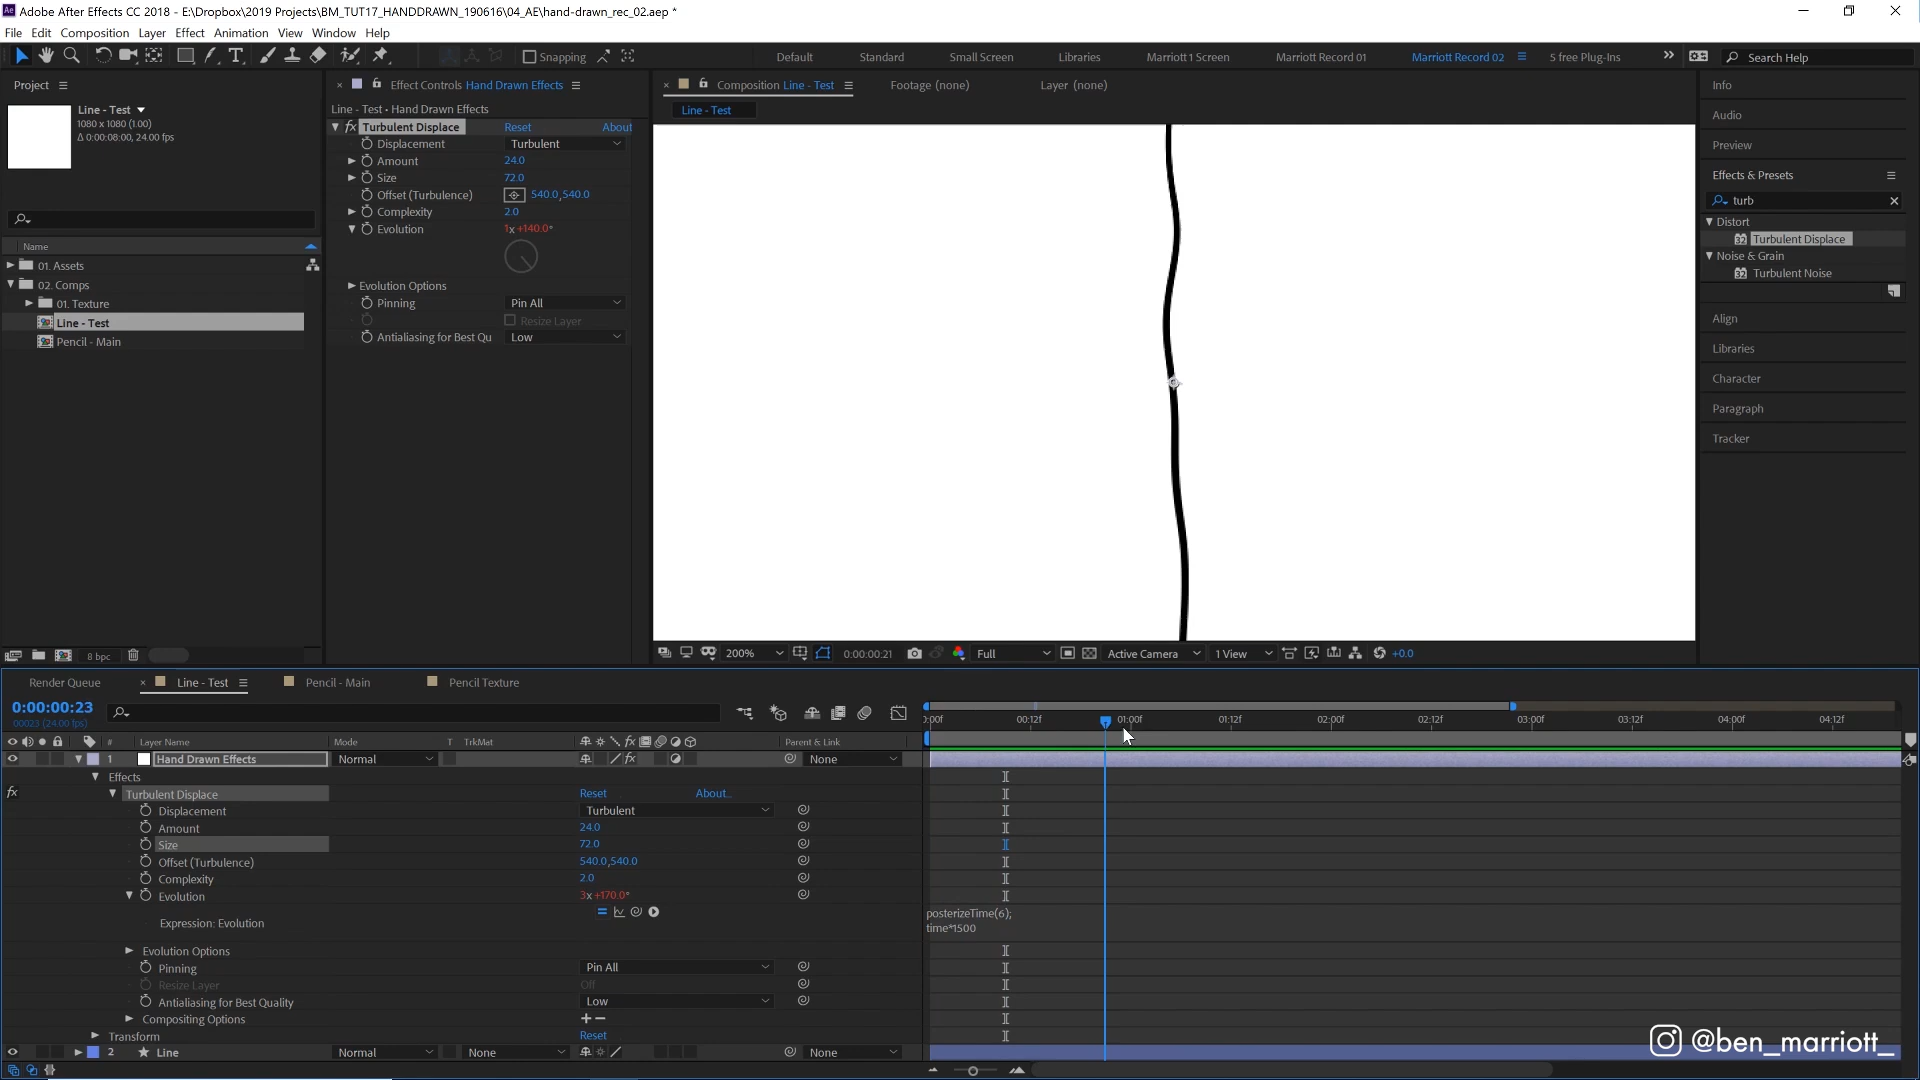 Adobe After Effects CC 2018 - E:\Dropbox\2019 Projects\BM_TUT17_HANDDRAWN_190616\04_AE\hand-drawn_rec_02.aep *
File Edit Composition Layer Effect Animation View Window Help
Snapping Default Standard Small Screen Libraries Marriott 1 Screen Marriott Record 01 Marriott Record 02 5 free Plug-Ins Search Help
Project
Line - Test
1080 x 1080 (1.00)
Δ 0:00:08:00, 24.00 fps
Name
01. Assets
02. Comps
01. Texture
Line - Test
Pencil - Main
8 bpc
Effect Controls Hand Drawn Effects
Line - Test • Hand Drawn Effects
fx Turbulent Displace Reset About
Displacement Turbulent
Amount 24.0
Size 72.0
Offset (Turbulence) 540.0,540.0
Complexity 2.0
Evolution 1x+140.0°
Evolution Options
Pinning Pin All
Resize Layer
Antialiasing for Best Qu Low
Composition Line - Test Footage (none) Layer (none)
Line - Test
200% 0:00:00:21 Full Active Camera 1 View +0.0
Info
Audio
Preview
Effects & Presets
turb
Distort
32 Turbulent Displace
Noise & Grain
32 Turbulent Noise
Align
Libraries
Character
Paragraph
Tracker
Render Queue Line - Test Pencil - Main Pencil Texture
0:00:00:23
00023 (24.00 fps)
:00f 00:12f 01:00f 01:12f 02:00f 02:12f 03:00f 03:12f 04:00f 04:12f
# Layer Name Mode T TrkMat fx Parent & Link
1 Hand Drawn Effects Normal fx None
Effects
fx Turbulent Displace Reset About...
Displacement Turbulent
Amount 24.0
Size 72.0
Offset (Turbulence) 540.0,540.0
Complexity 2.0
Evolution 3x+170.0°
Expression: Evolution
posterizeTime(6);
time*1500
Evolution Options
Pinning Pin All
Resize Layer Off
Antialiasing for Best Quality Low
Compositing Options + −
Transform Reset
2 Line Normal None None
@ben_marriott_